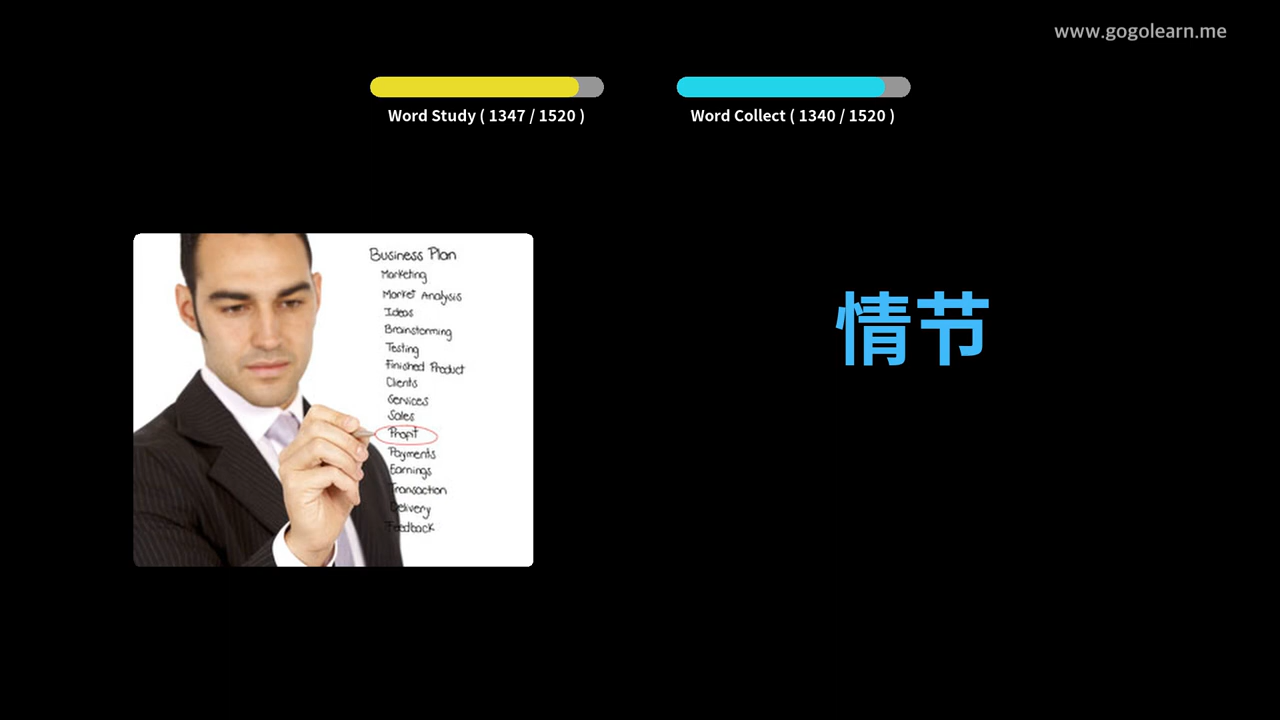 www.gogolearn.me
Word Study ( 1347 / 1520 )
Word Collect ( 1340 / 1520 )
Business Plan
Marketing
Market Analysis
Ideas
Brainstorming
Testing
Finished Product
Clients
Services
Sales
Profit
Payments
Earnings
Transaction
Delivery
Feedback
情节